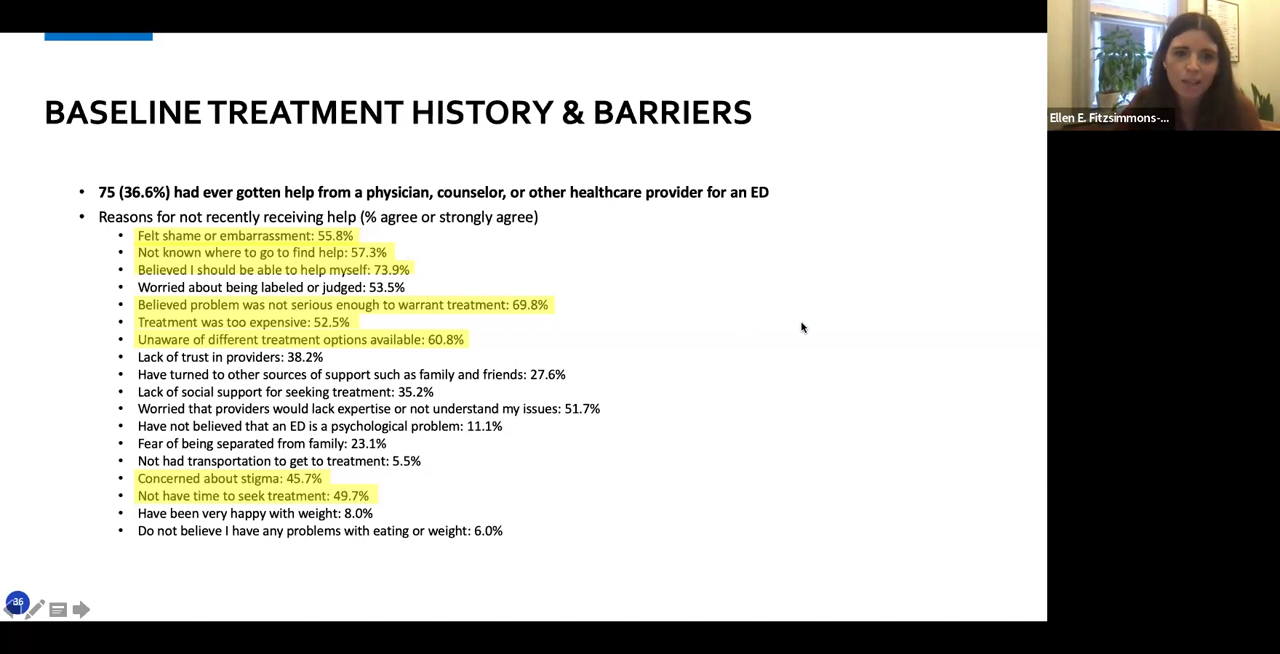 BASELINE TREATMENT HISTORY & BARRIERS
• 75 (36.6%) had ever gotten help from a physician, counselor, or other healthcare provider for an ED
• Reasons for not recently receiving help (% agree or strongly agree)
• Felt shame or embarrassment: 55.8%
• Not known where to go to find help: 57.3%
• Believed I should be able to help myself: 73.9%
• Worried about being labeled or judged: 53.5%
• Believed problem was not serious enough to warrant treatment: 69.8%
• Treatment was too expensive: 52.5%
• Unaware of different treatment options available: 60.8%
• Lack of trust in providers: 38.2%
• Have turned to other sources of support such as family and friends: 27.6%
• Lack of social support for seeking treatment: 35.2%
• Worried that providers would lack expertise or not understand my issues: 51.7%
• Have not believed that an ED is a psychological problem: 11.1%
• Fear of being separated from family: 23.1%
• Not had transportation to get to treatment: 5.5%
• Concerned about stigma: 45.7%
• Not have time to seek treatment: 49.7%
• Have been very happy with weight: 8.0%
• Do not believe I have any problems with eating or weight: 6.0%
36
Ellen E. Fitzsimmons-...